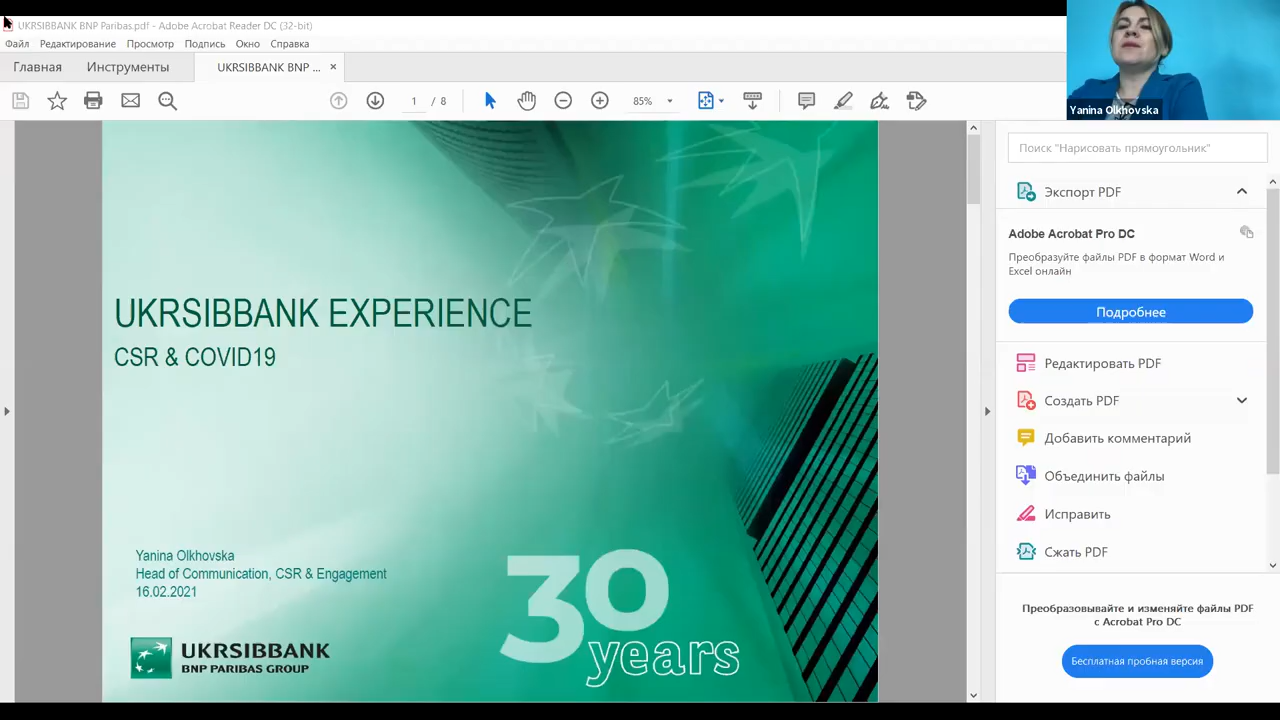 UKRSIBBANK BNP Paribas.pdf - Adobe Acrobat Reader DC (32-bit)
Файл Редактирование Просмотр Подпись Окно Справка
Главная Инструменты UKRSIBBANK BNP ... ×
1 / 8 85%
Yanina Olkhovska
UKRSIBBANK EXPERIENCE
CSR & COVID19
Yanina Olkhovska
Head of Communication, CSR & Engagement
16.02.2021
UKRSIBBANK
BNP PARIBAS GROUP
30
years
Поиск "Нарисовать прямоугольник"
Экспорт PDF
Adobe Acrobat Pro DC
Преобразуйте файлы PDF в формат Word и
Excel онлайн
Подробнее
Редактировать PDF
Создать PDF
Добавить комментарий
Объединить файлы
Исправить
Сжать PDF
Преобразовывайте и изменяйте файлы PDF
с Acrobat Pro DC
Бесплатная пробная версия